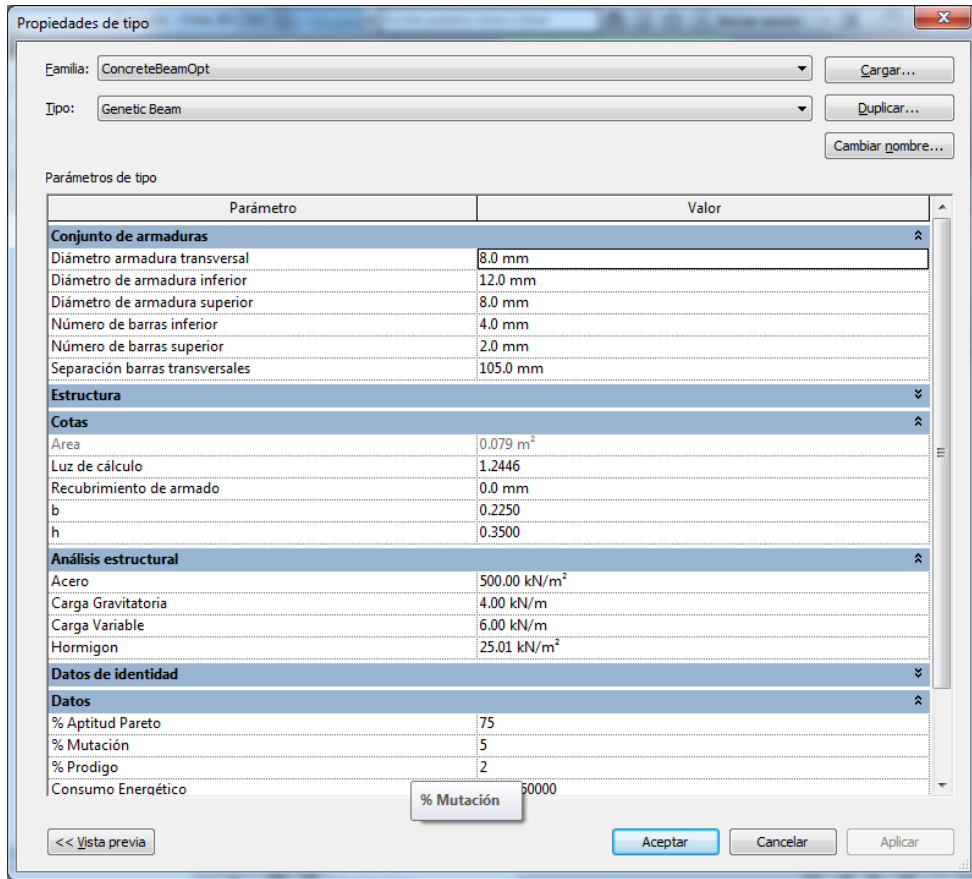 Propiedades de tipo
Familia: ConcreteBeamOpt Cargar...
Tipo: Genetic Beam Duplicar...
Cambiar nombre...
Parámetros de tipo
Parámetro Valor
Conjunto de armaduras
Diámetro armadura transversal 8.0 mm
Diámetro de armadura inferior 12.0 mm
Diámetro de armadura superior 8.0 mm
Número de barras inferior 4.0 mm
Número de barras superior 2.0 mm
Separación barras transversales 105.0 mm
Estructura
Cotas
Area 0.079 m²
Luz de cálculo 1.2446
Recubrimiento de armado 0.0 mm
b 0.2250
h 0.3500
Análisis estructural
Acero 500.00 kN/m²
Carga Gravitatoria 4.00 kN/m
Carga Variable 6.00 kN/m
Hormigon 25.01 kN/m²
Datos de identidad
Datos
% Aptitud Pareto 75
% Mutación 5
% Prodigo 2
Consumo Energético 50000
% Mutación
<< Vista previa Aceptar Cancelar Aplicar